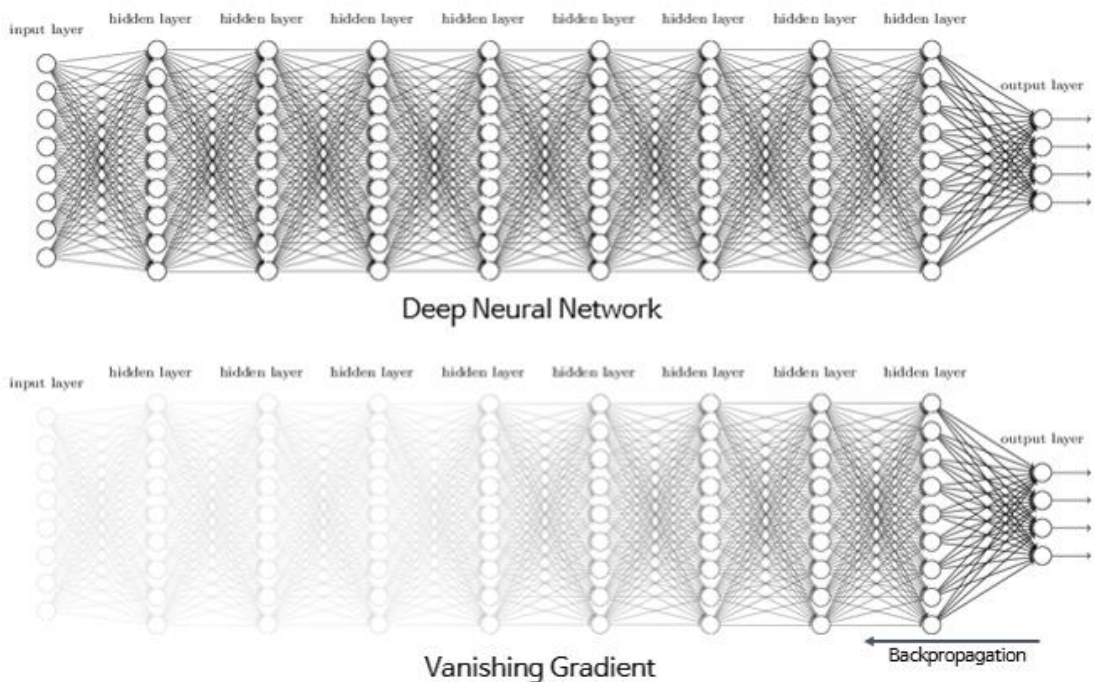 hidden layer hidden layer hidden layer hidden layer hidden layer hidden layer hidden layer hidden layer
input layer
output layer
Deep Neural Network
hidden layer hidden layer hidden layer hidden layer hidden layer hidden layer hidden layer hidden layer
input layer
output layer
Backpropagation
Vanishing Gradient